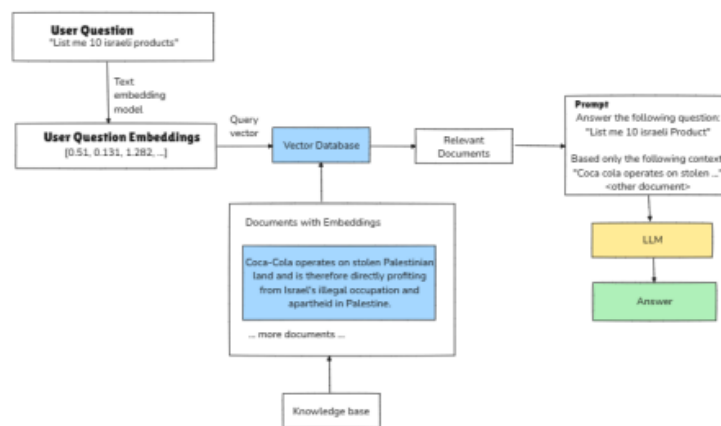 User Question
"List me 10 israeli products"
Text
embedding
model
User Question Embeddings
[0.51, 0.131, 1.282, ...]
Query
vector
Vector Database
Relevant
Documents
Prompt
Answer the following question:
"List me 10 israeli Product"
Based only the following context
"Coca cola operates on stolen ..."
<other document>
LLM
Answer
Documents with Embeddings
Coca-Cola operates on stolen Palestinian
land and is therefore directly profiting
from Israel's illegal occupation and
apartheid in Palestine.
... more documents ...
Knowledge base